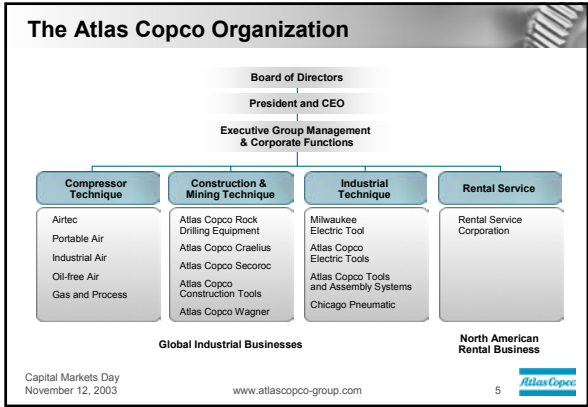 The Atlas Copco Organization
Board of Directors
President and CEO
Executive Group Management
& Corporate Functions
Compressor
Technique
Airtec
Portable Air
Industrial Air
Oil-free Air
Gas and Process
Construction &
Mining Technique
Atlas Copco Rock
Drilling Equipment
Atlas Copco Craelius
Atlas Copco Secoroc
Atlas Copco
Construction Tools
Atlas Copco Wagner
Industrial
Technique
Milwaukee
Electric Tool
Atlas Copco
Electric Tools
Atlas Copco Tools
and Assembly Systems
Chicago Pneumatic
Rental Service
Rental Service
Corporation
Global Industrial Businesses
North American
Rental Business
Capital Markets Day
November 12, 2003
www.atlascopco-group.com
5
Atlas Copco